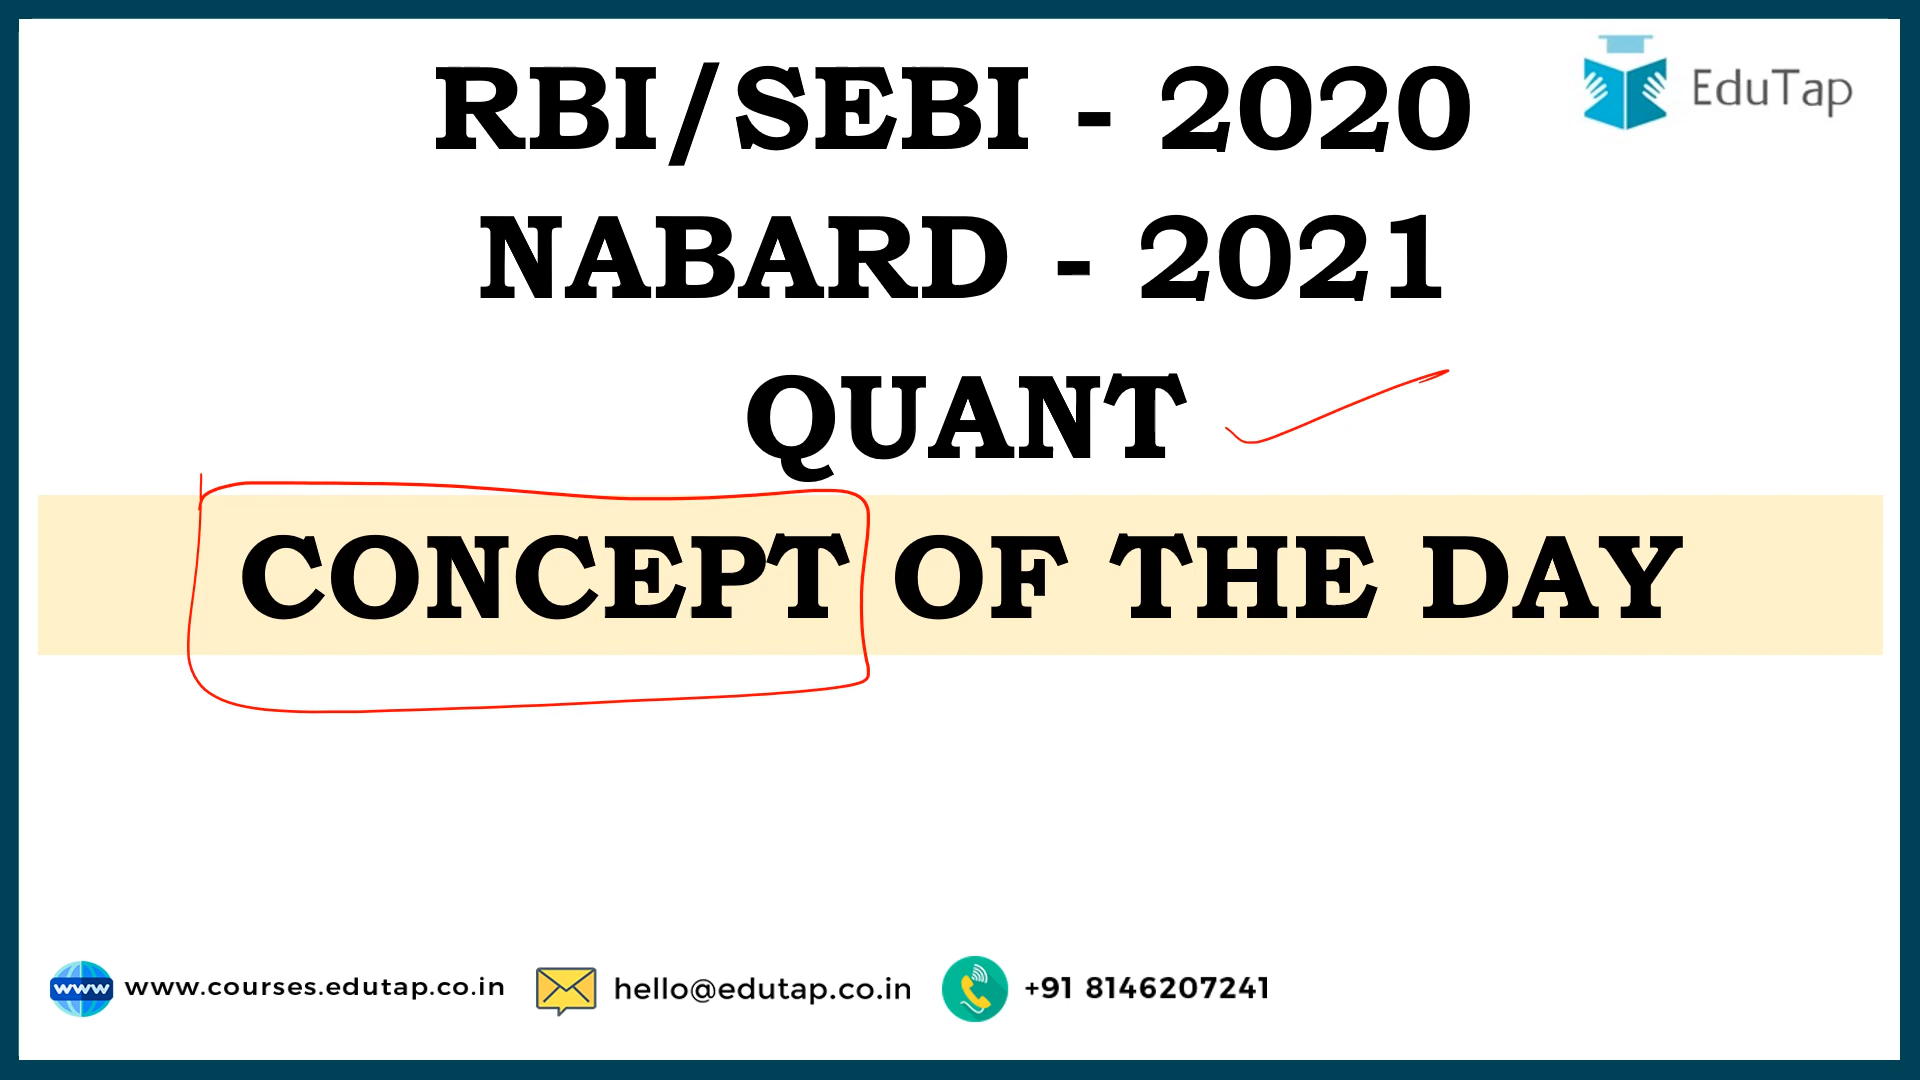 RBI/SEBI - 2020
EduTap
NABARD - 2021
QUANT
CONCEPT OF THE DAY
www www.courses.edutap.co.in hello@edutap.co.in +91 8146207241